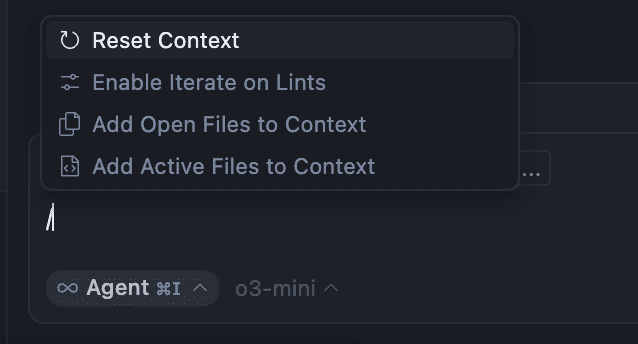 Reset Context
Enable Iterate on Lints
Add Open Files to Context
Add Active Files to Context
...
/
Agent ⌘I o3-mini